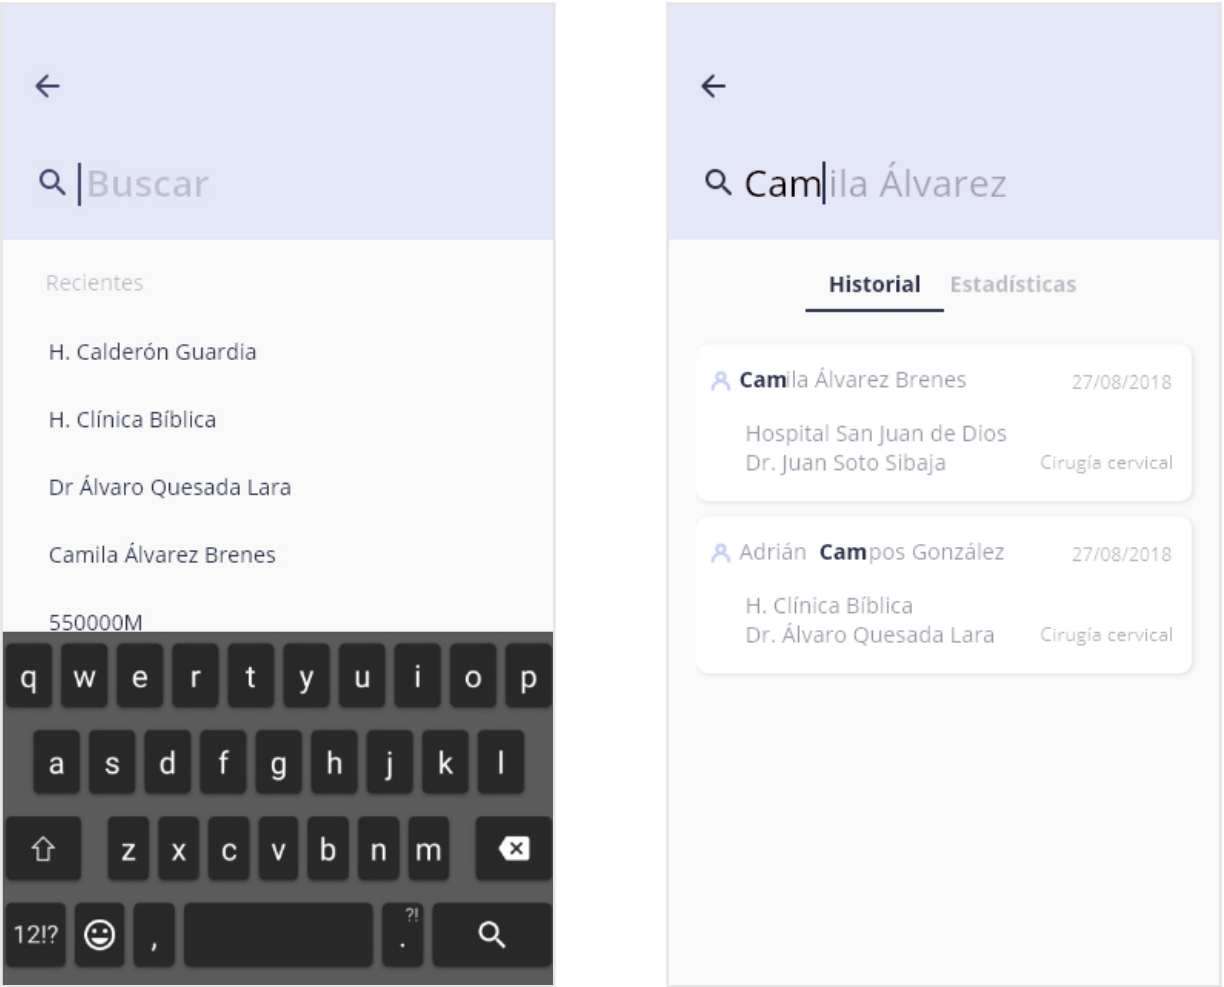 Buscar
Recientes
H. Calderón Guardia
H. Clínica Bíblica
Dr Álvaro Quesada Lara
Camila Álvarez Brenes
550000M
q w e r t y u i o p
a s d f g h j k l
z x c v b n m
12!? , ?! .
Camila Álvarez
Historial Estadísticas
Camila Álvarez Brenes 27/08/2018
Hospital San Juan de Dios
Dr. Juan Soto Sibaja Cirugía cervical
Adrián Campos González 27/08/2018
H. Clínica Bíblica
Dr. Álvaro Quesada Lara Cirugía cervical